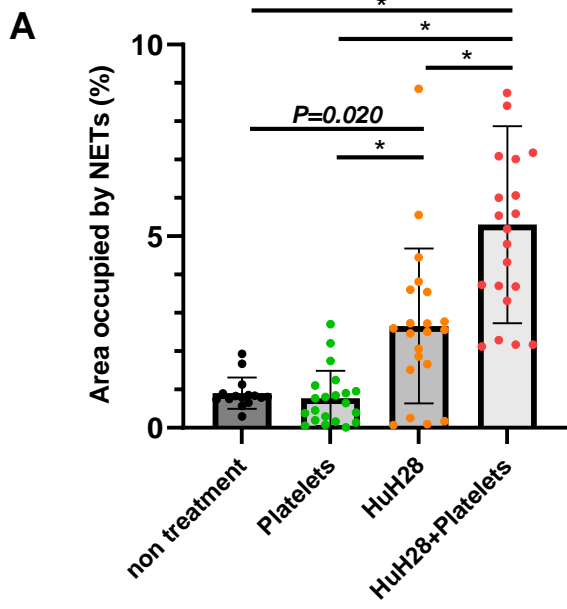 A
*
*
*
P=0.020
*
Area occupied by NETs (%)
10
5
0
non treatment
Platelets
HuH28
HuH28+Platelets